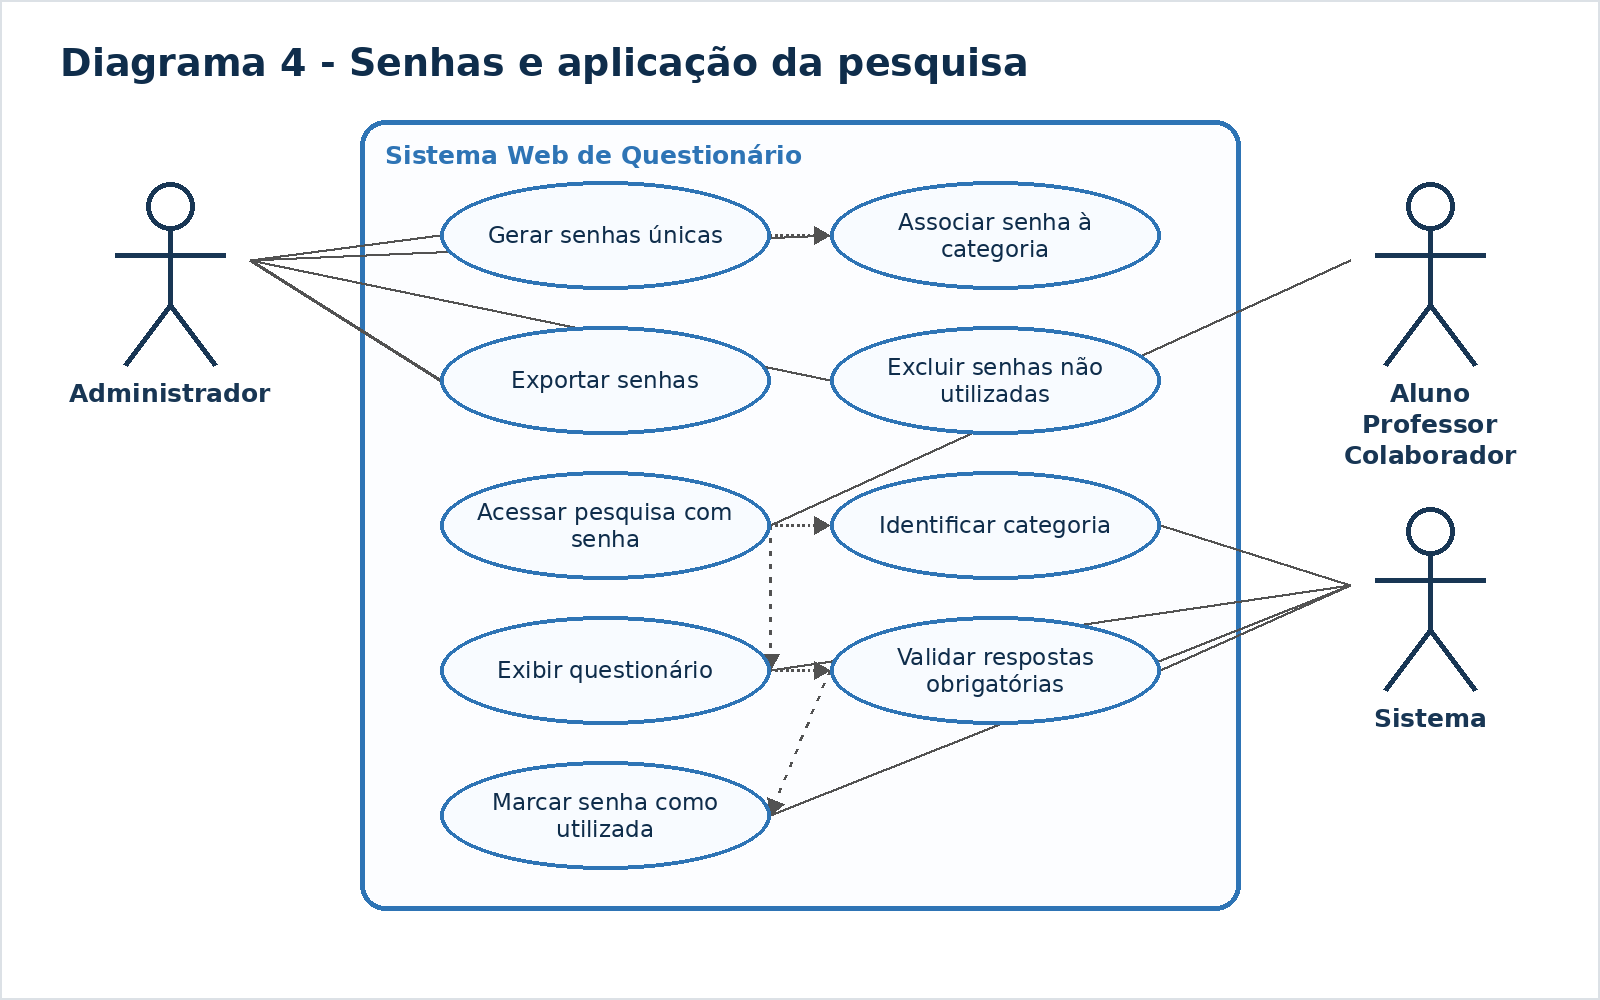 Diagrama 4 - Senhas e aplicação da pesquisa
Sistema Web de Questionário
Gerar senhas únicas
Associar senha à
categoria
Exportar senhas
Excluir senhas não
utilizadas
Administrador
Aluno
Professor
Colaborador
Acessar pesquisa com
senha
Identificar categoria
Exibir questionário
Validar respostas
obrigatórias
Sistema
Marcar senha como
utilizada